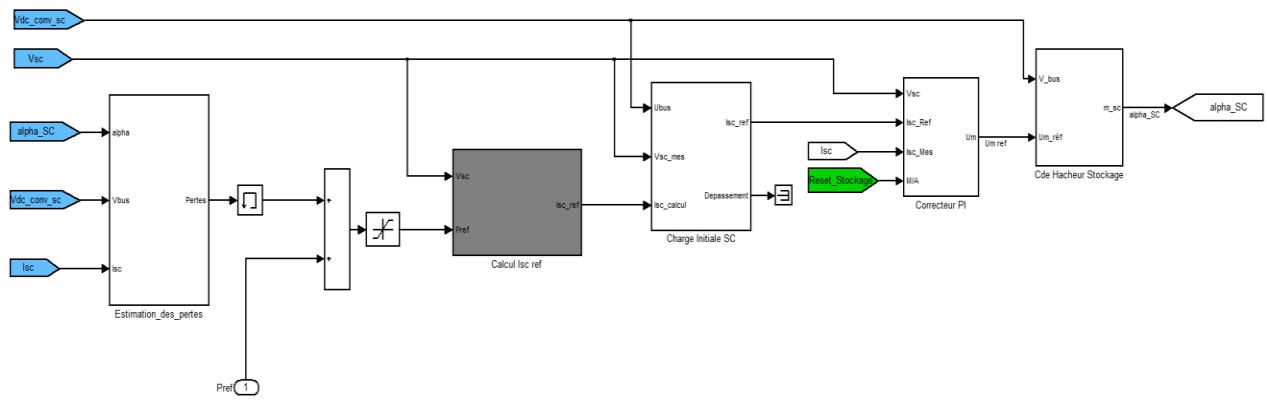 Vdc_conv_sc
Vsc
alpha_SC
Vdc_conv_sc
Isc
alpha
Vbus
Isc
Pertes
Estimation_des_pertes
Pref
1
+
+
Vsc
Pref
Isc_ref
Calcul Isc ref
Ubus
Vsc_mes
Isc_calcul
Isc_ref
Depassement
Charge Initiale SC
Isc
Reset_Stockage
Vsc
Isc_Ref
Isc_Mes
M/A
Um
Correcteur PI
Um ref
V_bus
Um_réf
m_sc
Cde Hacheur Stockage
alpha_SC
alpha_SC